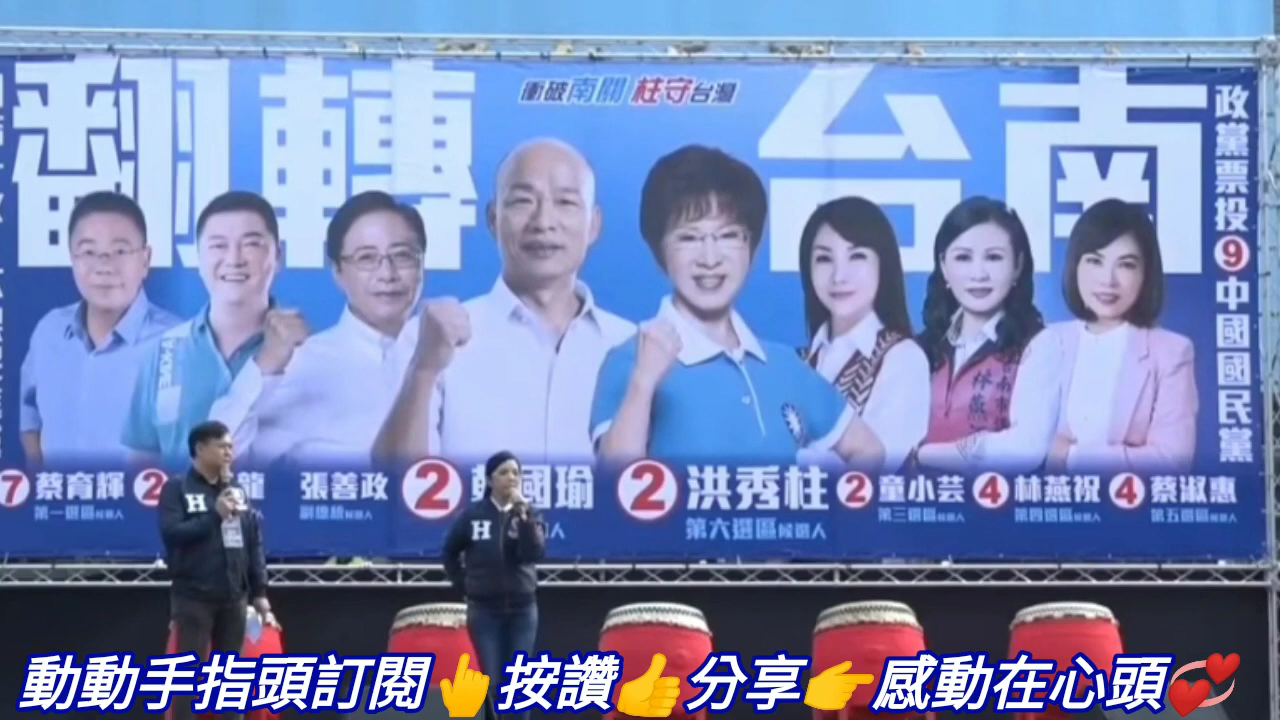 衝破南關 柱守台灣
翻轉 台南
政黨票投9中國國民黨
7 蔡育輝
第一選區候選人
2 龍
張善政
副總統候選人
2 韓國瑜
2 洪秀柱
第六選區候選人
2 童小芸
第三選區候選人
4 林燕祝
第四選區候選人
4 蔡淑惠
第五選區候選人
H
H
動動手指頭訂閱👆按讚👍分享👉感動在心頭💞